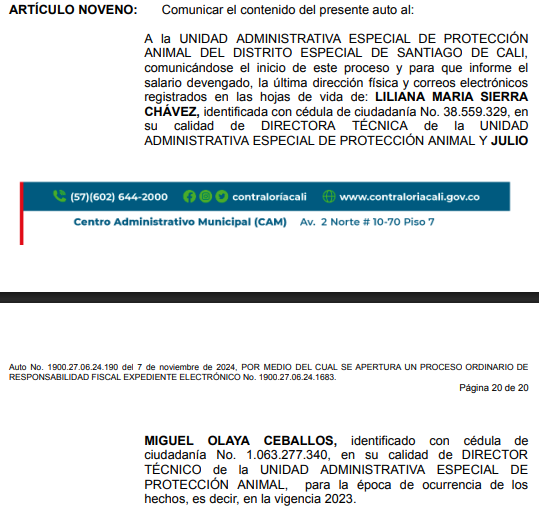 ARTÍCULO NOVENO: Comunicar el contenido del presente auto al:
A la UNIDAD ADMINISTRATIVA ESPECIAL DE PROTECCIÓN
ANIMAL DEL DISTRITO ESPECIAL DE SANTIAGO DE CALI,
comunicándose el inicio de este proceso y para que informe el
salario devengado, la última dirección física y correos electrónicos
registrados en las hojas de vida de: LILIANA MARIA SIERRA
CHÁVEZ, identificada con cédula de ciudadanía No. 38.559.329, en
su calidad de DIRECTORA TÉCNICA de la UNIDAD
ADMINISTRATIVA ESPECIAL DE PROTECCIÓN ANIMAL Y JULIO
(57)(602) 644-2000 contraloríacali www.contraloriacali.gov.co
Centro Administrativo Municipal (CAM) Av. 2 Norte # 10-70 Piso 7
Auto No. 1900.27.06.24.190 del 7 de noviembre de 2024, POR MEDIO DEL CUAL SE APERTURA UN PROCESO ORDINARIO DE
RESPONSABILIDAD FISCAL EXPEDIENTE ELECTRÓNICO No. 1900.27.06.24.1683.
Página 20 de 20
MIGUEL OLAYA CEBALLOS, identificado con cédula de
ciudadanía No. 1.063.277.340, en su calidad de DIRECTOR
TÉCNICO de la UNIDAD ADMINISTRATIVA ESPECIAL DE
PROTECCIÓN ANIMAL, para la época de ocurrencia de los
hechos, es decir, en la vigencia 2023.